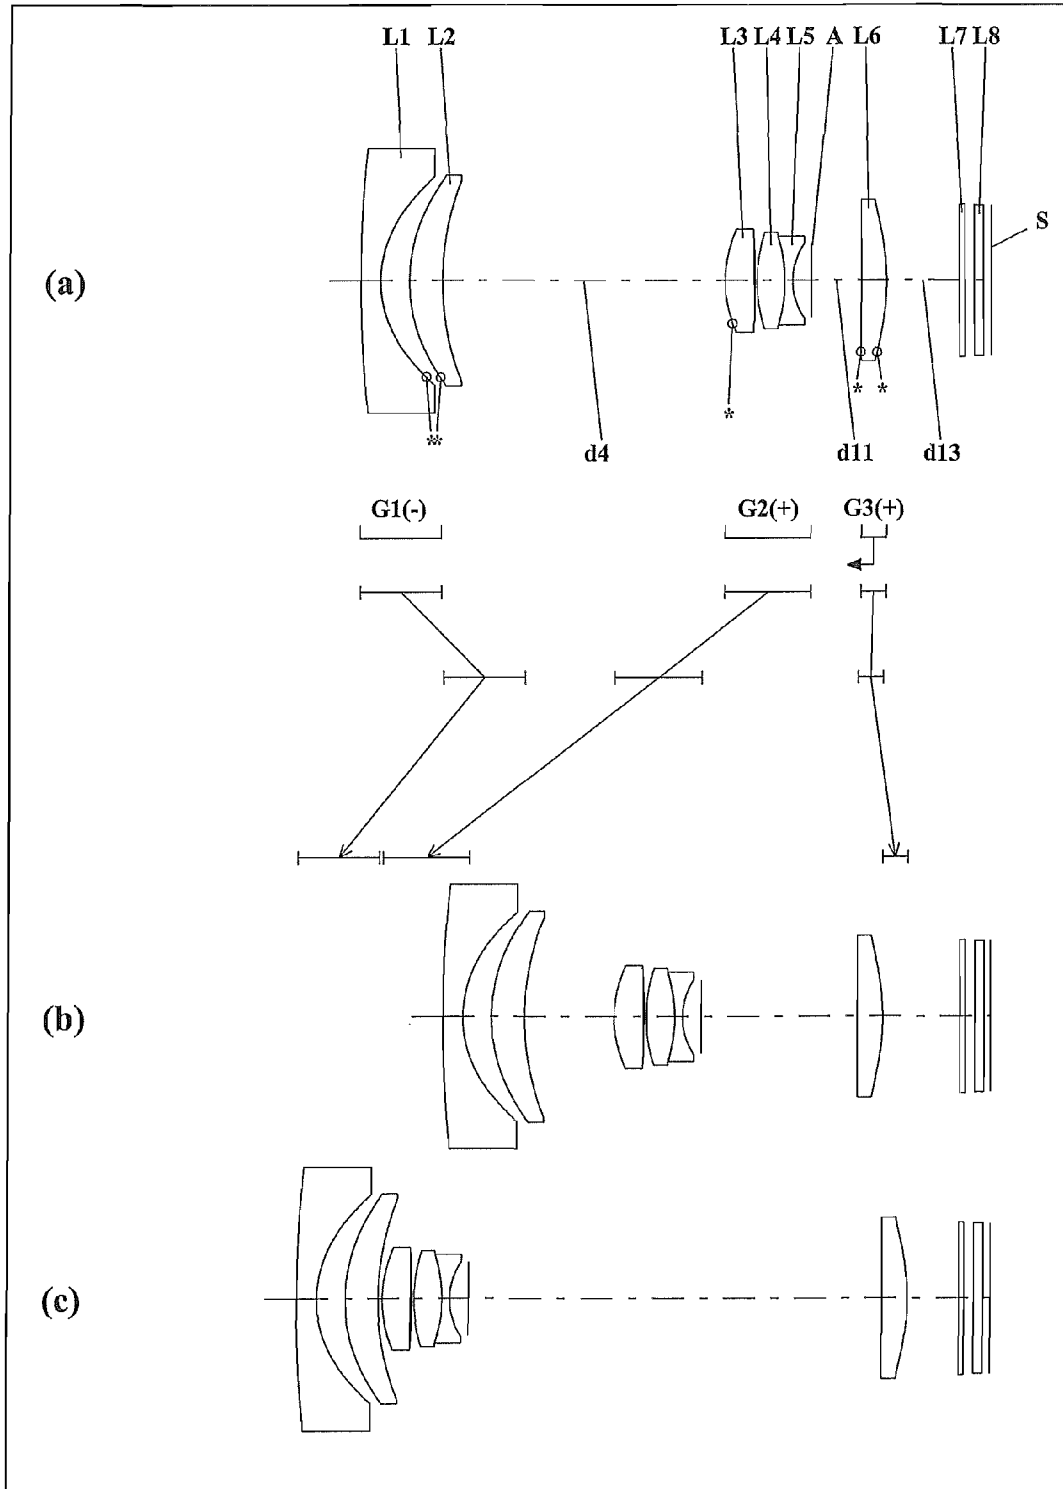 L1 L2 L3 L4 L5 A L6 L7 L8
S
(a)
* * *
**
*
d4 d11 d13
G1(-) G2(+) G3(+)
(b)
(c)